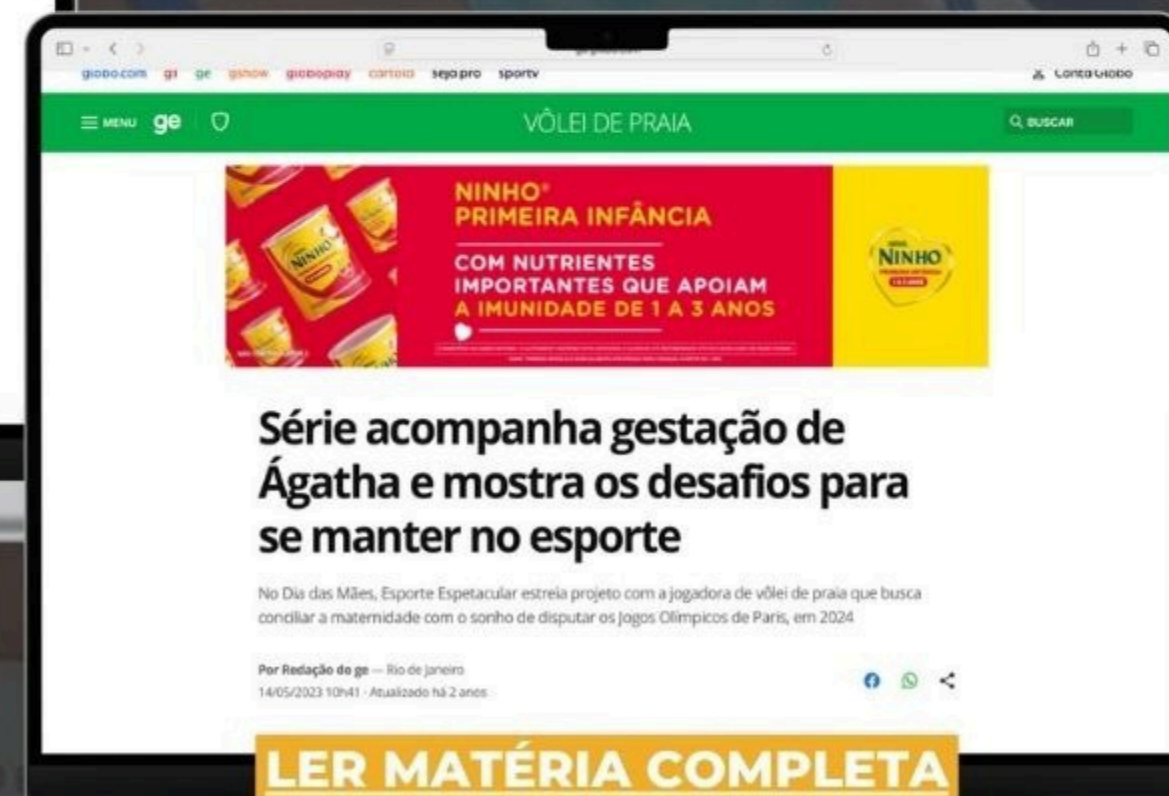 globo.com g1 ge gshow globoplay cartola seja pro sportv
Conta Globo
MENU ge
VÔLEI DE PRAIA
BUSCAR
NINHO®
PRIMEIRA INFÂNCIA
COM NUTRIENTES
IMPORTANTES QUE APOIAM
A IMUNIDADE DE 1 A 3 ANOS
NINHO
NINHO
Série acompanha gestação de
Ágatha e mostra os desafios para
se manter no esporte
No Dia das Mães, Esporte Espetacular estreia projeto com a jogadora de vôlei de praia que busca
conciliar a maternidade com o sonho de disputar os Jogos Olímpicos de Paris, em 2024
Por Redação do ge — Rio de Janeiro
14/05/2023 10h41 · Atualizado há 2 anos
LER MATÉRIA COMPLETA